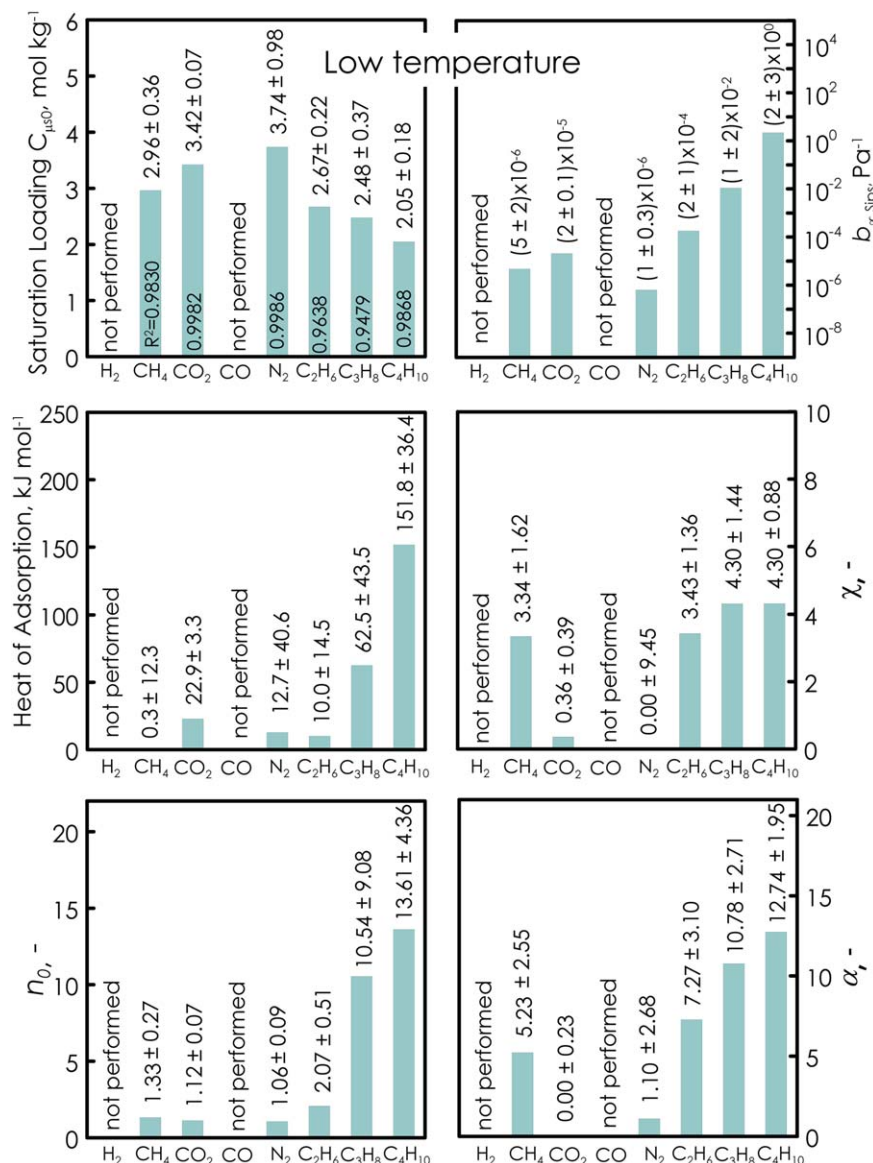 Low temperature
Saturation Loading Cμs0, mol kg-1
6
5
4
3
2
1
0
not performed
2.96 ± 0.36
R2=0.9830
3.42 ± 0.07
0.9982
not performed
3.74 ± 0.98
0.9986
2.67± 0.22
0.9638
2.48 ± 0.37
0.9479
2.05 ± 0.18
0.9868
H2 CH4 CO2 CO N2 C2H6 C3H8 C4H10
not performed
(5 ± 2)x10-6
(2 ± 0.1)x10-5
not performed
(1 ± 0.3)x10-6
(2 ± 1)x10-4
(1 ± 2)x10-2
(2 ± 3)x100
104
102
100
10-2
10-4
10-6
10-8
b∝ Sips, Pa-1
H2 CH4 CO2 CO N2 C2H6 C3H8 C4H10
Heat of Adsorption, kJ mol-1
250
200
150
100
50
0
not performed
0.3 ± 12.3
22.9 ± 3.3
not performed
12.7 ± 40.6
10.0 ± 14.5
62.5 ± 43.5
151.8 ± 36.4
H2 CH4 CO2 CO N2 C2H6 C3H8 C4H10
not performed
3.34 ± 1.62
0.36 ± 0.39
not performed
0.00 ± 9.45
3.43 ± 1.36
4.30 ± 1.44
4.30 ± 0.88
10
8
6
4
2
0
χ, -
H2 CH4 CO2 CO N2 C2H6 C3H8 C4H10
n0, -
20
15
10
5
0
not performed
1.33± 0.27
1.12± 0.07
not performed
1.06± 0.09
2.07± 0.51
10.54 ± 9.08
13.61 ± 4.36
H2 CH4 CO2 CO N2 C2H6 C3H8 C4H10
not performed
5.23 ± 2.55
0.00 ± 0.23
not performed
1.10 ± 2.68
7.27 ± 3.10
10.78 ± 2.71
12.74 ± 1.95
20
15
10
5
0
α, -
H2 CH4 CO2 CO N2 C2H6 C3H8 C4H10